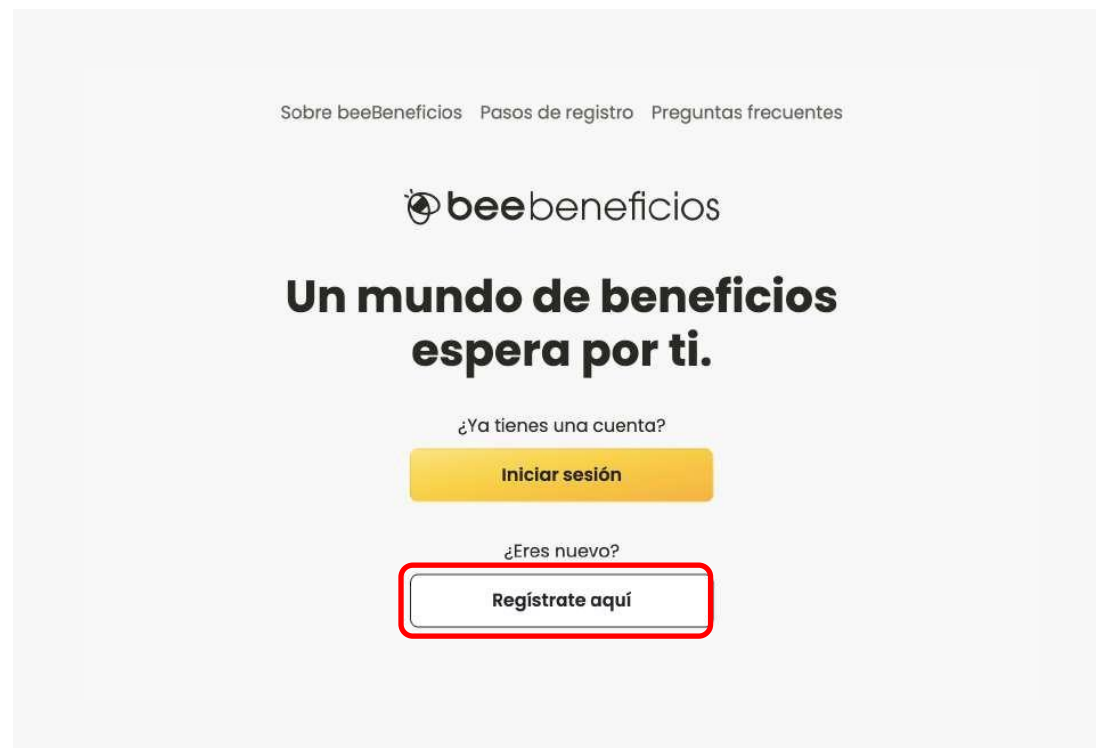 Sobre beeBeneficios Pasos de registro Preguntas frecuentes
beebeneficios
Un mundo de beneficios
espera por ti.
¿Ya tienes una cuenta?
Iniciar sesión
¿Eres nuevo?
Regístrate aquí